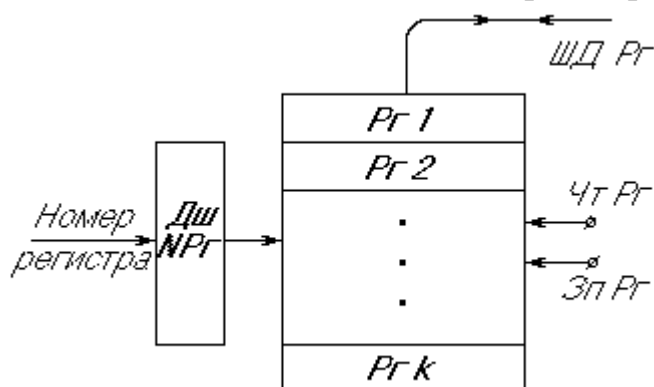 ШД Рг
Рг 1
Рг 2
Номер
регистра
Дш
NРг
Чт Рг
Зп Рг
Рг k